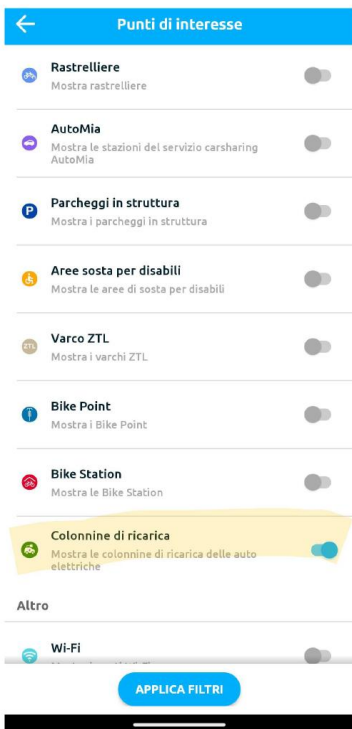 Punti di interesse
Rastrelliere
Mostra rastrelliere
AutoMia
Mostra le stazioni del servizio carsharing
AutoMia
P
Parcheggi in struttura
Mostra i parcheggi in struttura
Aree sosta per disabili
Mostra le aree di sosta per disabili
ZTL
Varco ZTL
Mostra i varchi ZTL
Bike Point
Mostra i Bike Point
Bike Station
Mostra le Bike Station
Colonnine di ricarica
Mostra le colonnine di ricarica delle auto
elettriche
Altro
Wi-Fi
APPLICA FILTRI